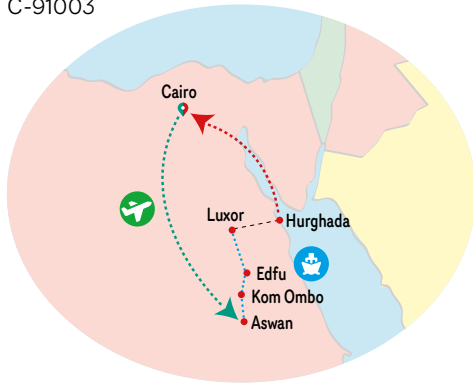 C-91003
Cairo
Luxor
Hurghada
Edfu
Kom Ombo
Aswan